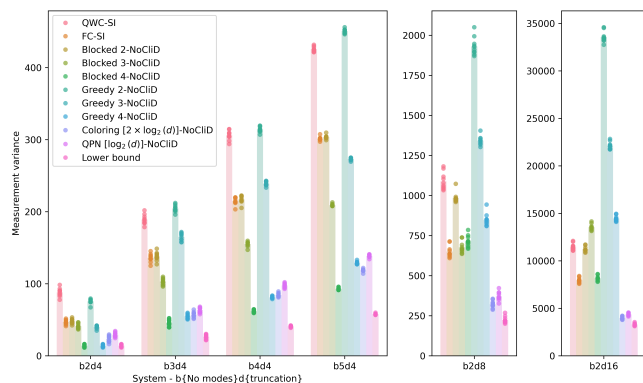 QWC-SI
FC-SI
Blocked 2-NoCliD
Blocked 3-NoCliD
Blocked 4-NoCliD
Greedy 2-NoCliD
Greedy 3-NoCliD
Greedy 4-NoCliD
Coloring [2 × log₂ (d)]-NoCliD
QPN [log₂(d)]-NoCliD
Lower bound
Measurement variance
400
300
200
100
0
b2d4 b3d4 b4d4 b5d4
System - b{No modes}d{truncation}
2000
1750
1500
1250
1000
750
500
250
0
b2d8
35000
30000
25000
20000
15000
10000
5000
0
b2d16